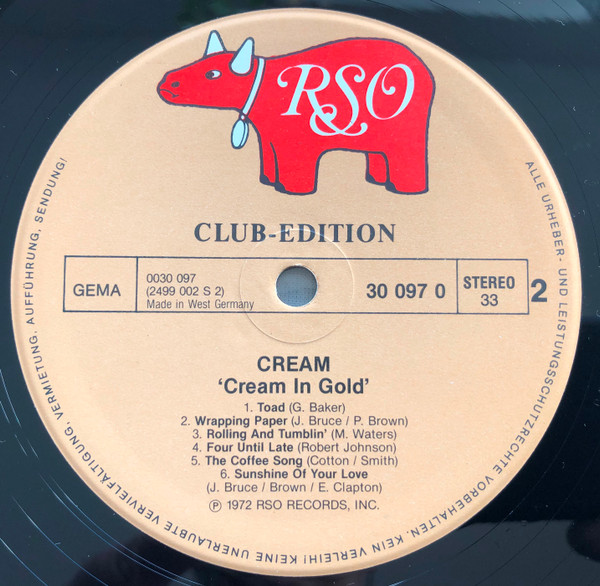 RSO
CLUB-EDITION
GEMA
0030 097
(2499 002 S 2)
Made in West Germany
30 097 0
STEREO
33
2
CREAM
‘Cream In Gold’
1. Toad (G. Baker)
2. Wrapping Paper (J. Bruce / P. Brown)
3. Rolling And Tumblin’ (M. Waters)
4. Four Until Late (Robert Johnson)
5. The Coffee Song (Cotton / Smith)
6. Sunshine Of Your Love
(J. Bruce / Brown / E. Clapton)
Ⓟ 1972 RSO RECORDS, INC.
ALLE URHEBER- UND LEISTUNGSSCHUTZRECHTE VORBEHALTEN. KEIN VERLEIH! KEINE UNERLAUBTE VERVIELFÄLTIGUNG, VERMIETUNG, AUFFÜHRUNG, SENDUNG!